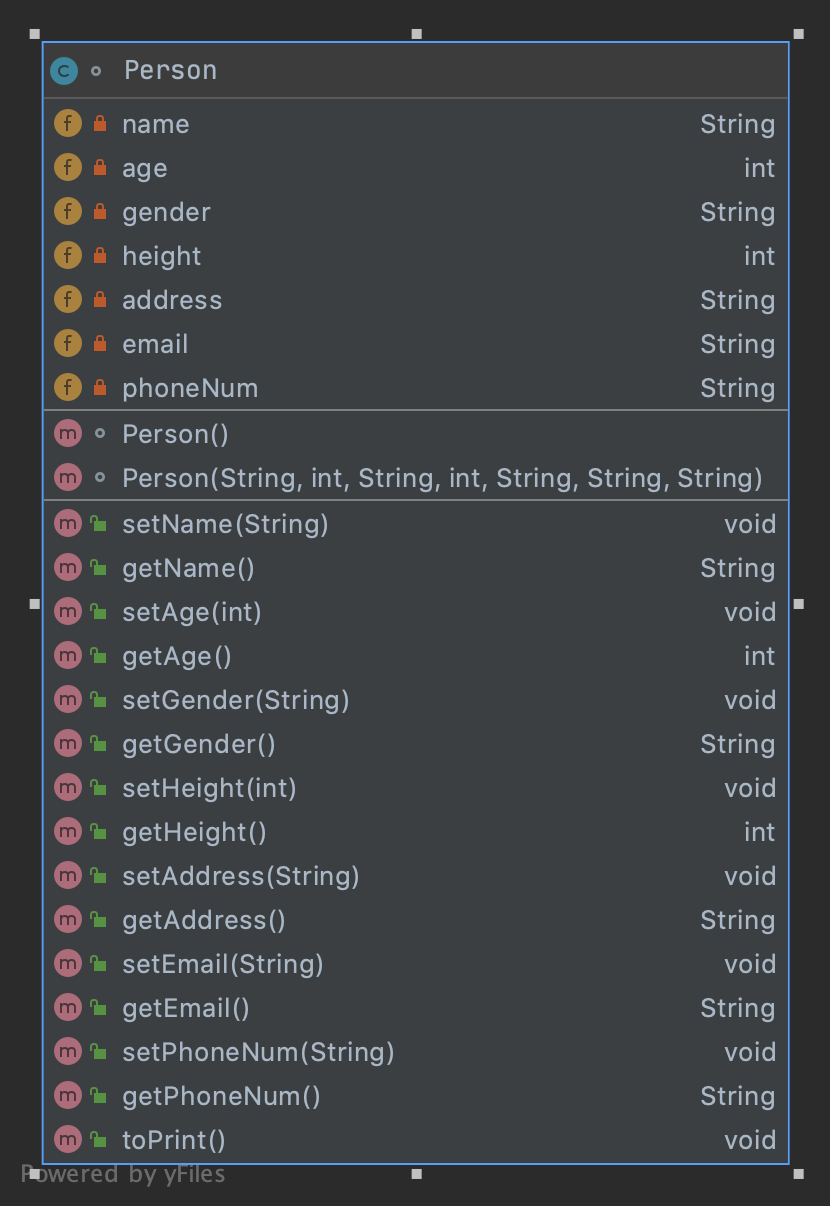 C Person
f name String
f age int
f gender String
f height int
f address String
f email String
f phoneNum String
m Person()
m Person(String, int, String, int, String, String, String)
m setName(String) void
m getName() String
m setAge(int) void
m getAge() int
m setGender(String) void
m getGender() String
m setHeight(int) void
m getHeight() int
m setAddress(String) void
m getAddress() String
m setEmail(String) void
m getEmail() String
m setPhoneNum(String) void
m getPhoneNum() String
m toPrint() void
Powered by yFiles